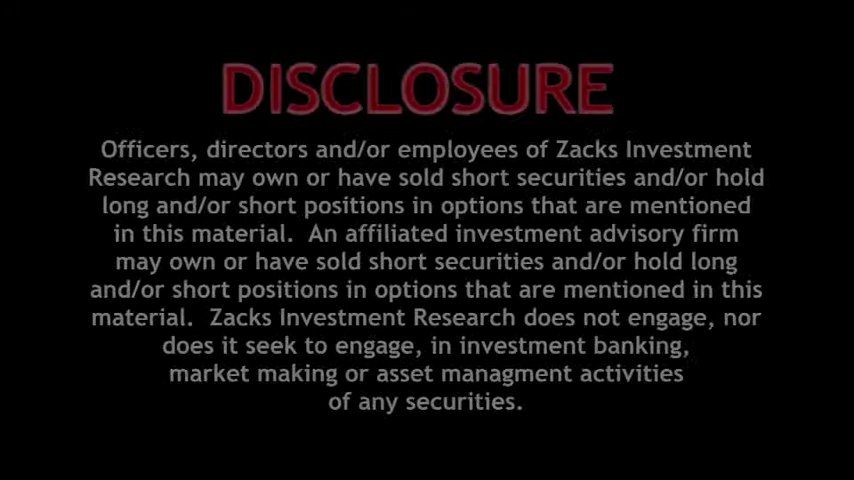 DISCLOSURE
Officers, directors and/or employees of Zacks Investment
Research may own or have sold short securities and/or hold
long and/or short positions in options that are mentioned
in this material.  An affiliated investment advisory firm
may own or have sold short securities and/or hold long
and/or short positions in options that are mentioned in this
material.  Zacks Investment Research does not engage, nor
does it seek to engage, in investment banking,
market making or asset managment activities
of any securities.